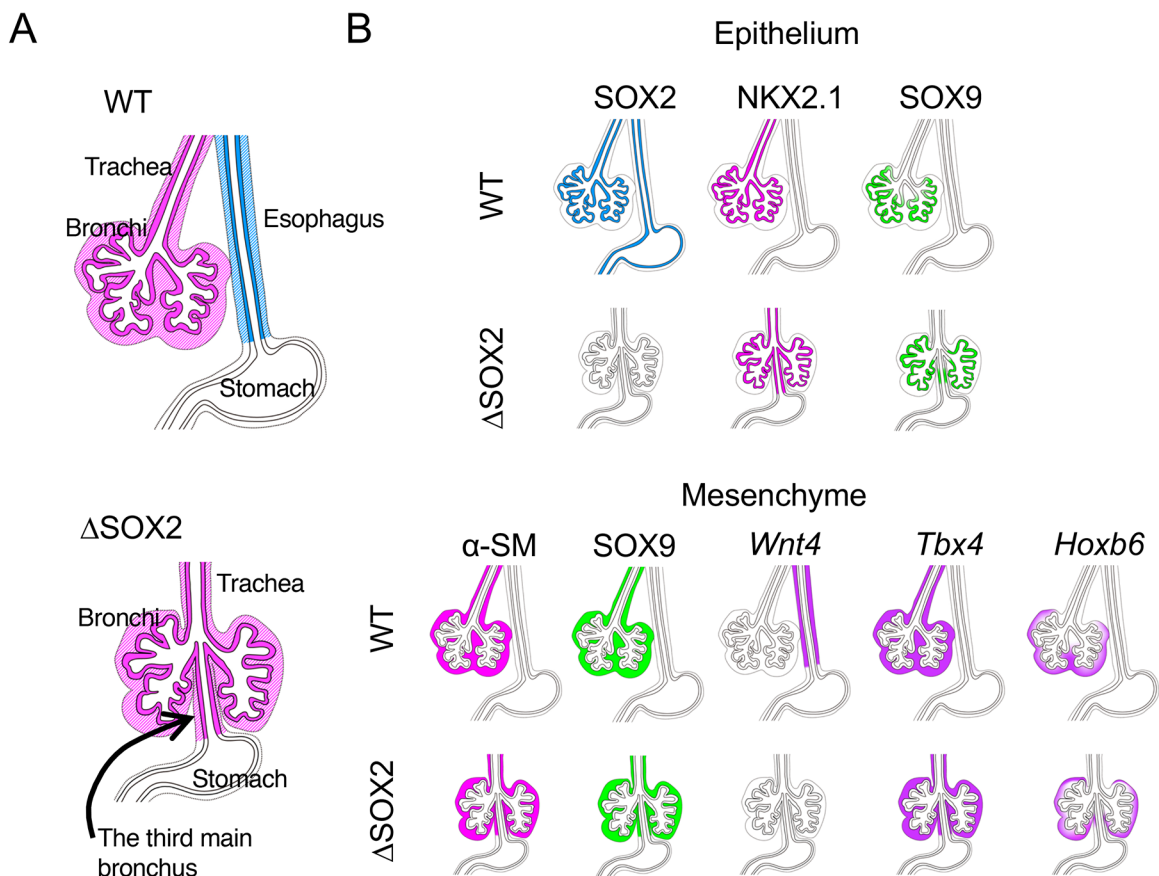 A
WT
Trachea
Bronchi
Esophagus
Stomach
ΔSOX2
Trachea
Bronchi
Stomach
The third main
bronchus
B
Epithelium
SOX2 NKX2.1 SOX9
WT
ΔSOX2
Mesenchyme
α-SM SOX9 Wnt4 Tbx4 Hoxb6
WT
ΔSOX2